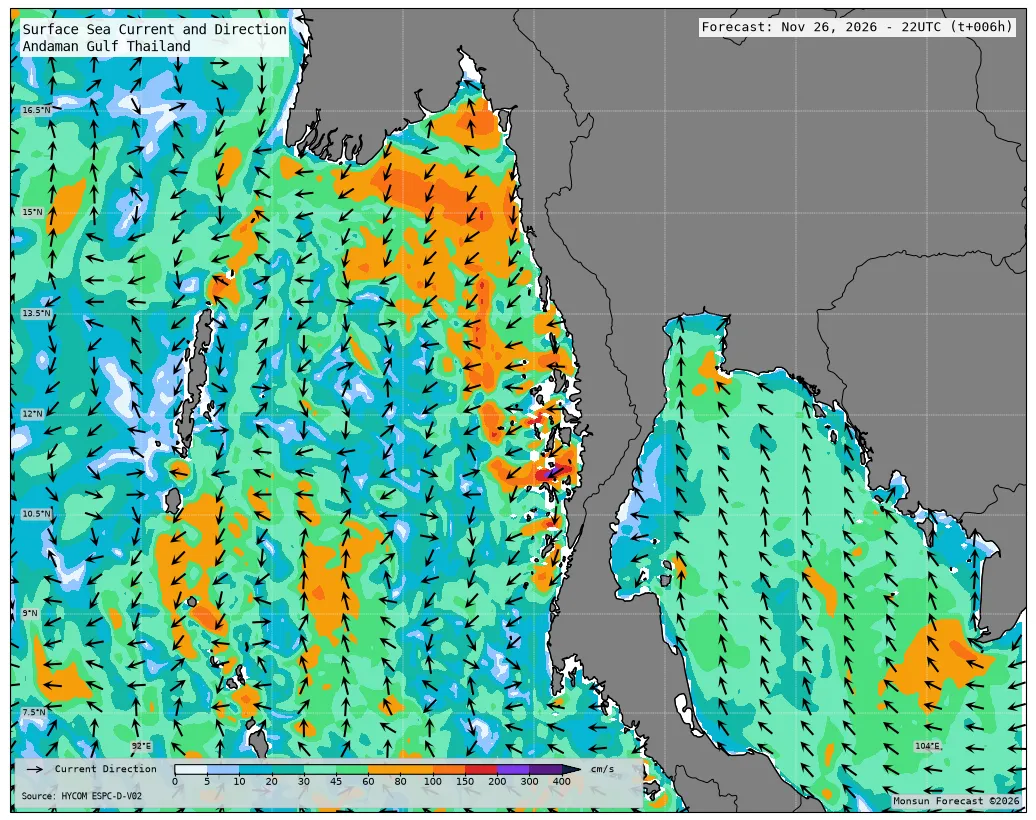 Surface Sea Current and Direction
Andaman Gulf Thailand
Forecast: Nov 26, 2026 - 22UTC (t+006h)
16.5°N
15°N
13.5°N
12°N
10.5°N
9°N
7.5°N
92°E
104°E
Current Direction
0 5 10 20 30 45 60 80 100 150 200 300 400 cm/s
Source: HYCOM ESPC-D-V02
Monsun Forecast ©2026